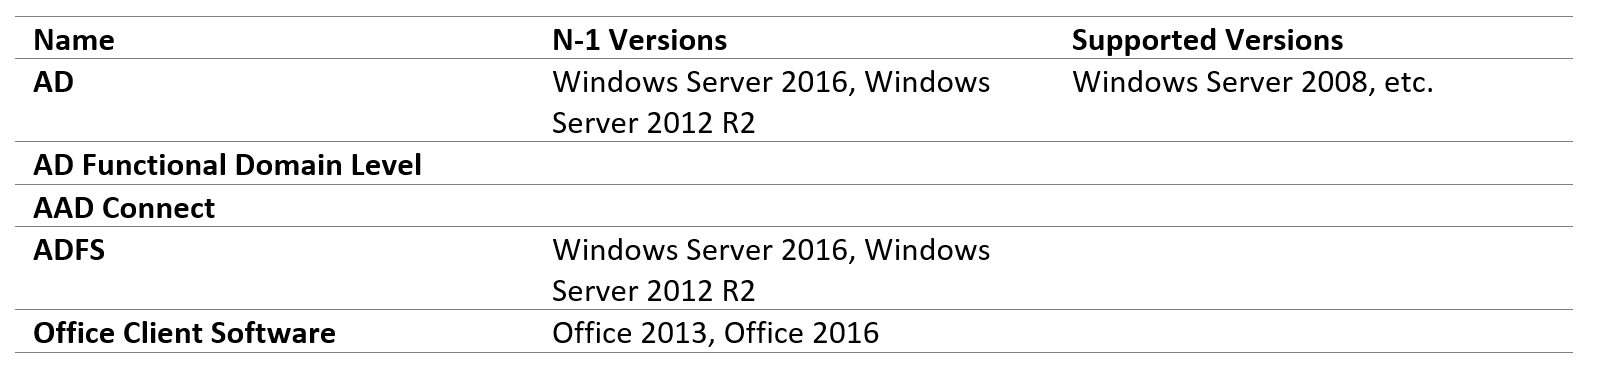 Name N-1 Versions Supported Versions
AD Windows Server 2016, Windows Windows Server 2008, etc.
Server 2012 R2
AD Functional Domain Level
AAD Connect
ADFS Windows Server 2016, Windows
Server 2012 R2
Office Client Software Office 2013, Office 2016